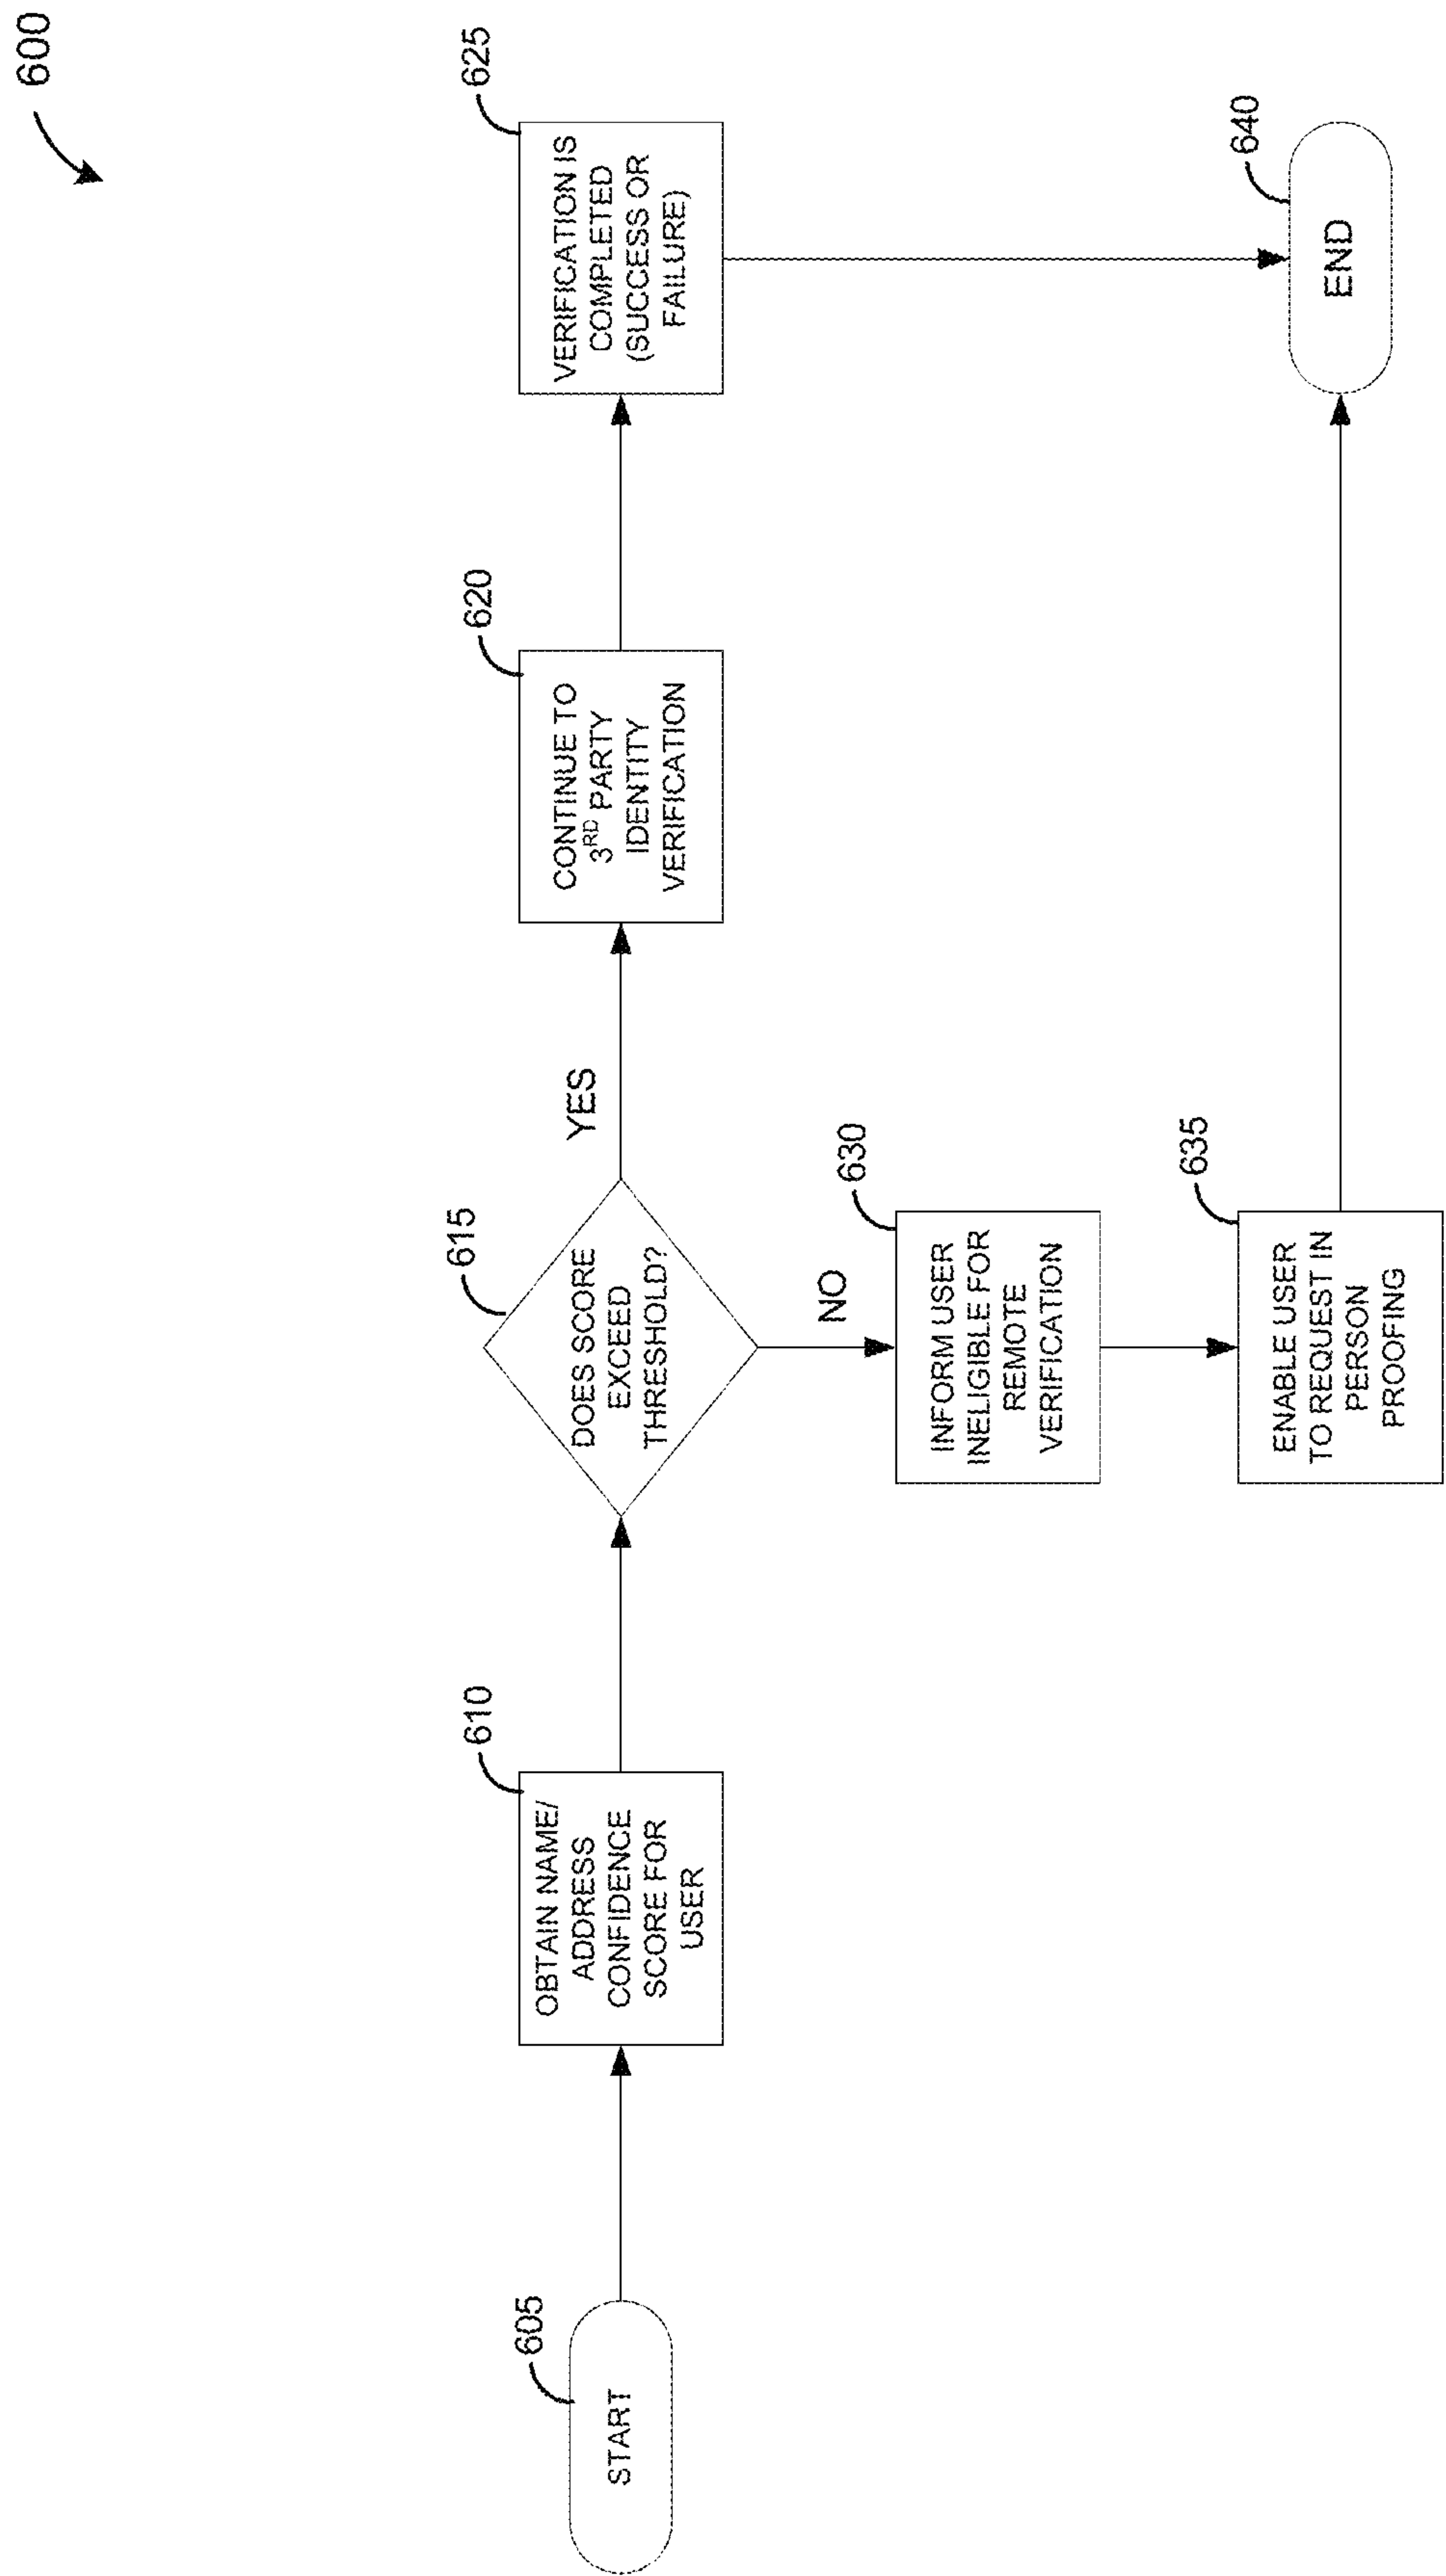 600
605
START
610
OBTAIN NAME/
ADDRESS
CONFIDENCE
SCORE FOR
USER
615
DOES SCORE
EXCEED
THRESHOLD?
YES
620
CONTINUE TO
3RD PARTY
IDENTITY
VERIFICATION
625
VERIFICATION IS
COMPLETED
(SUCCESS OR
FAILURE)
NO
630
INFORM USER
INELIGIBLE FOR
REMOTE
VERIFICATION
635
ENABLE USER
TO REQUEST IN
PERSON
PROOFING
640
END